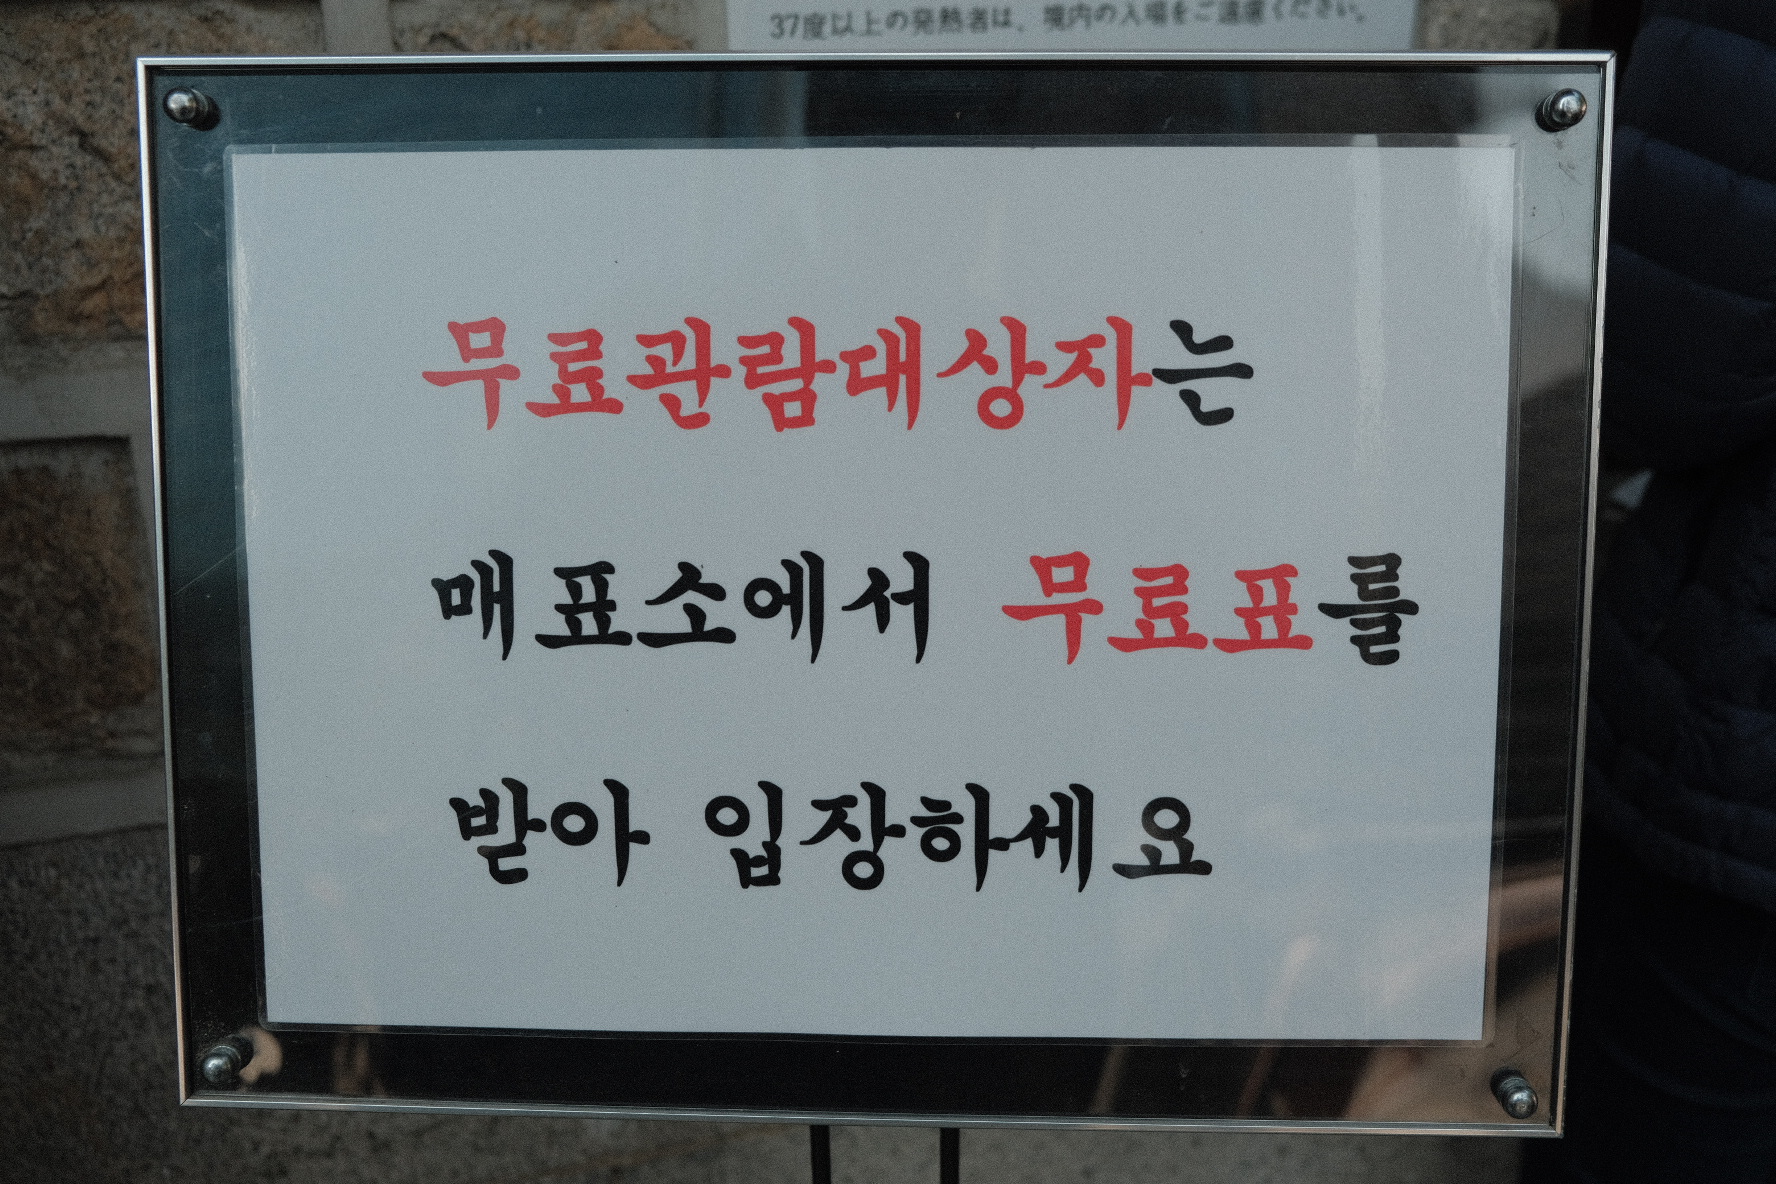 37度以上の発熱者は、境内の入場をご遠慮ください。
무료관람대상자는
매표소에서 무료표를
받아 입장하세요